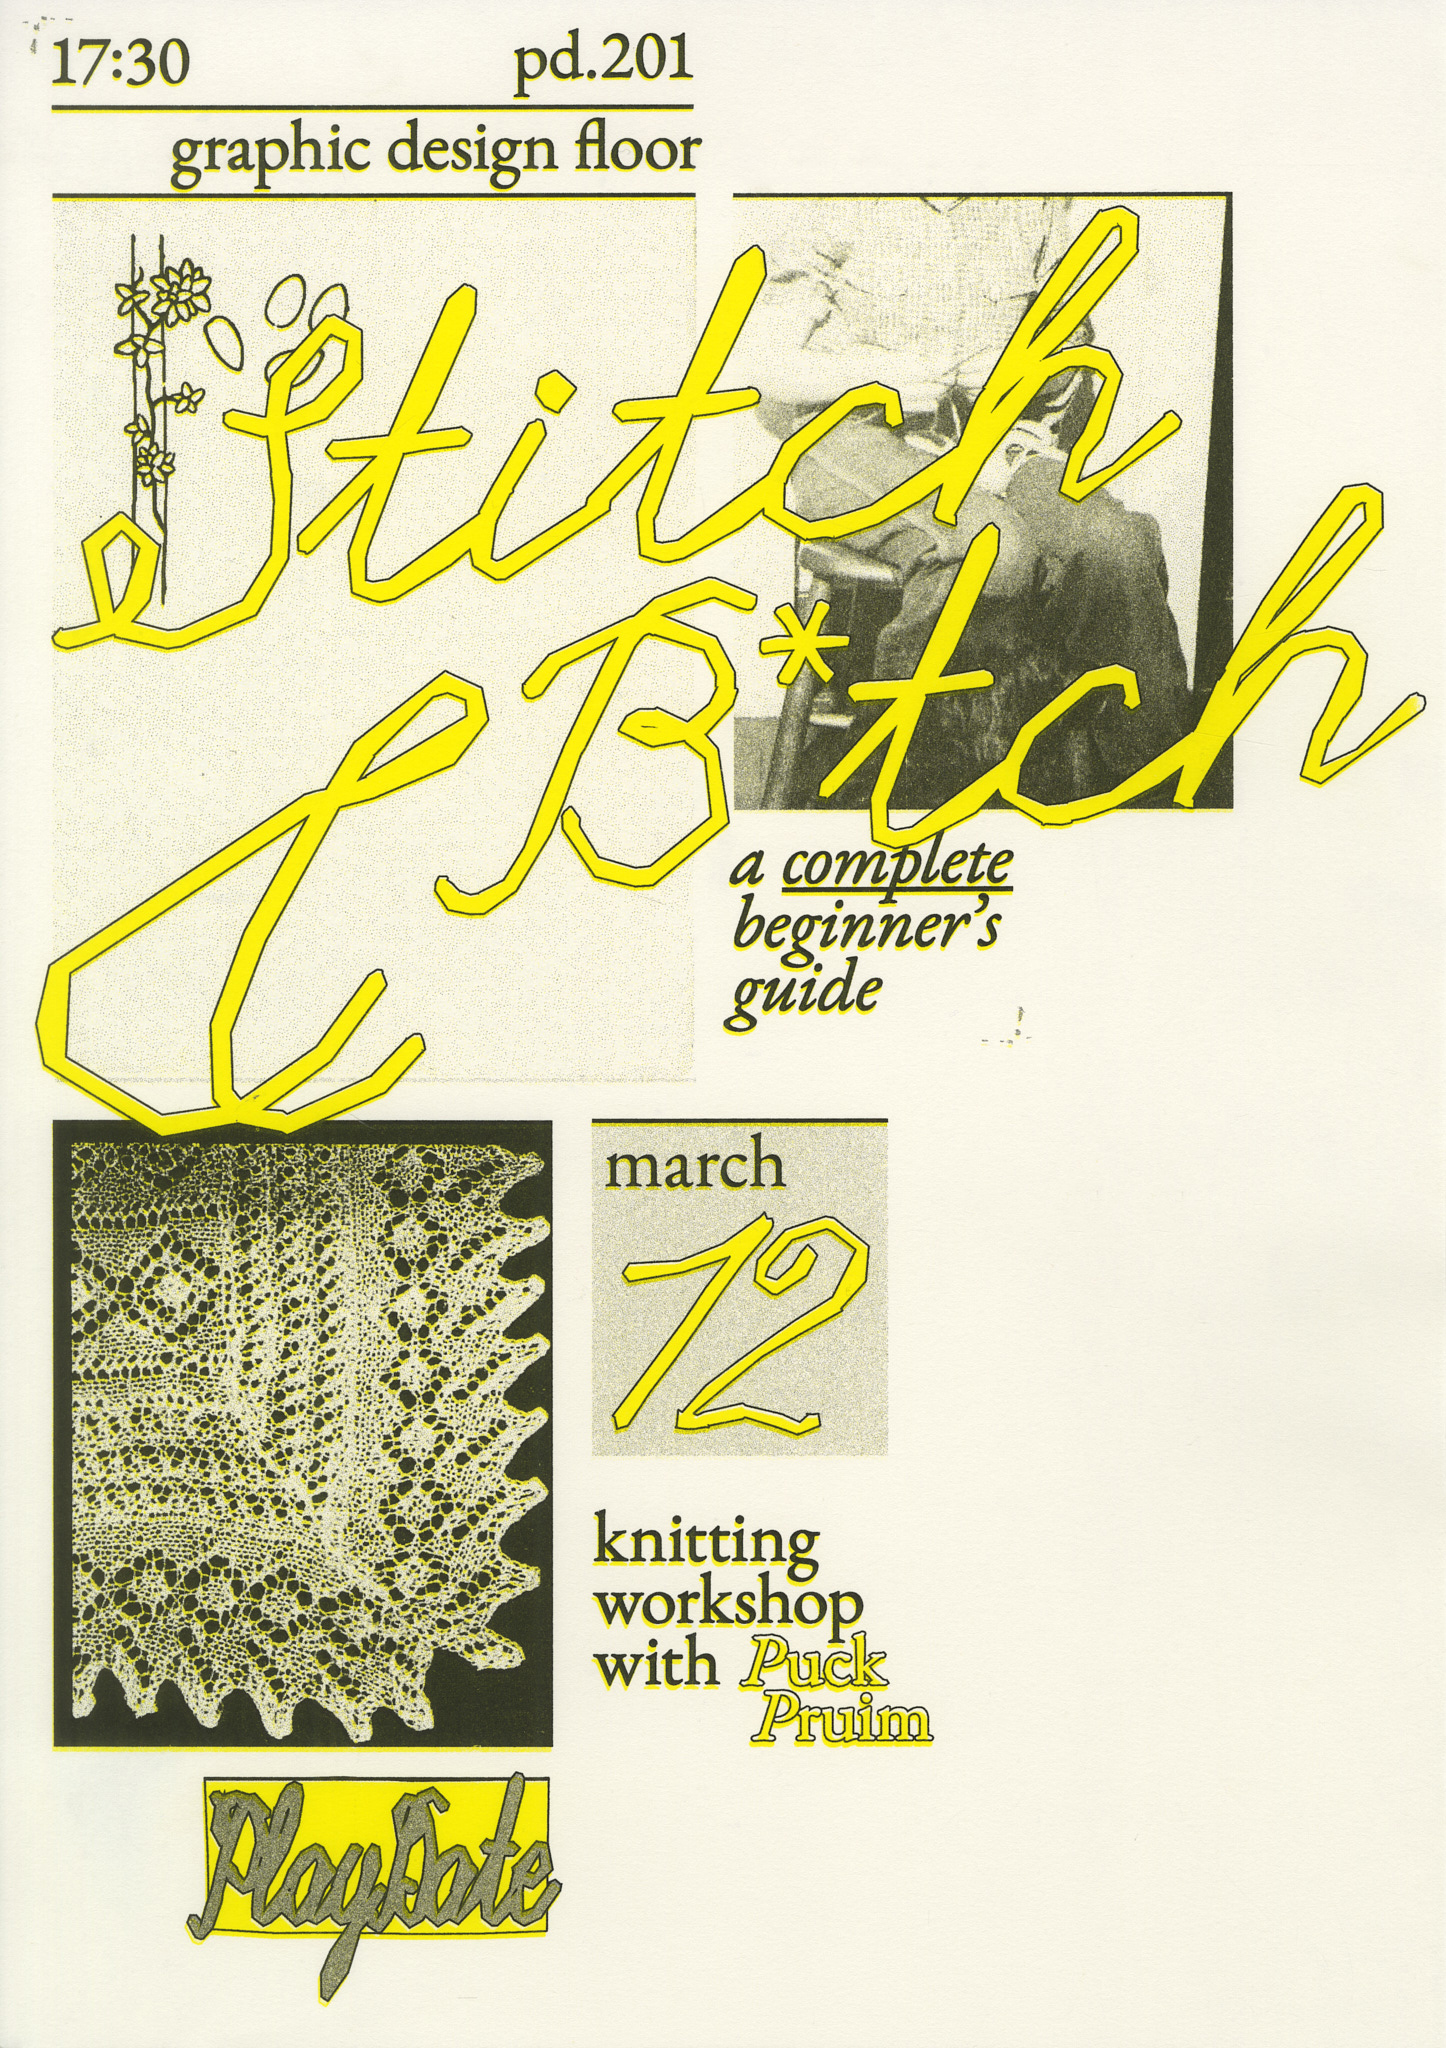 17:30 pd.201
graphic design floor
Stitch
& B*tch
a complete
beginner's
guide
march
12
knitting
workshop
with Puck
Pruim
PlayDate